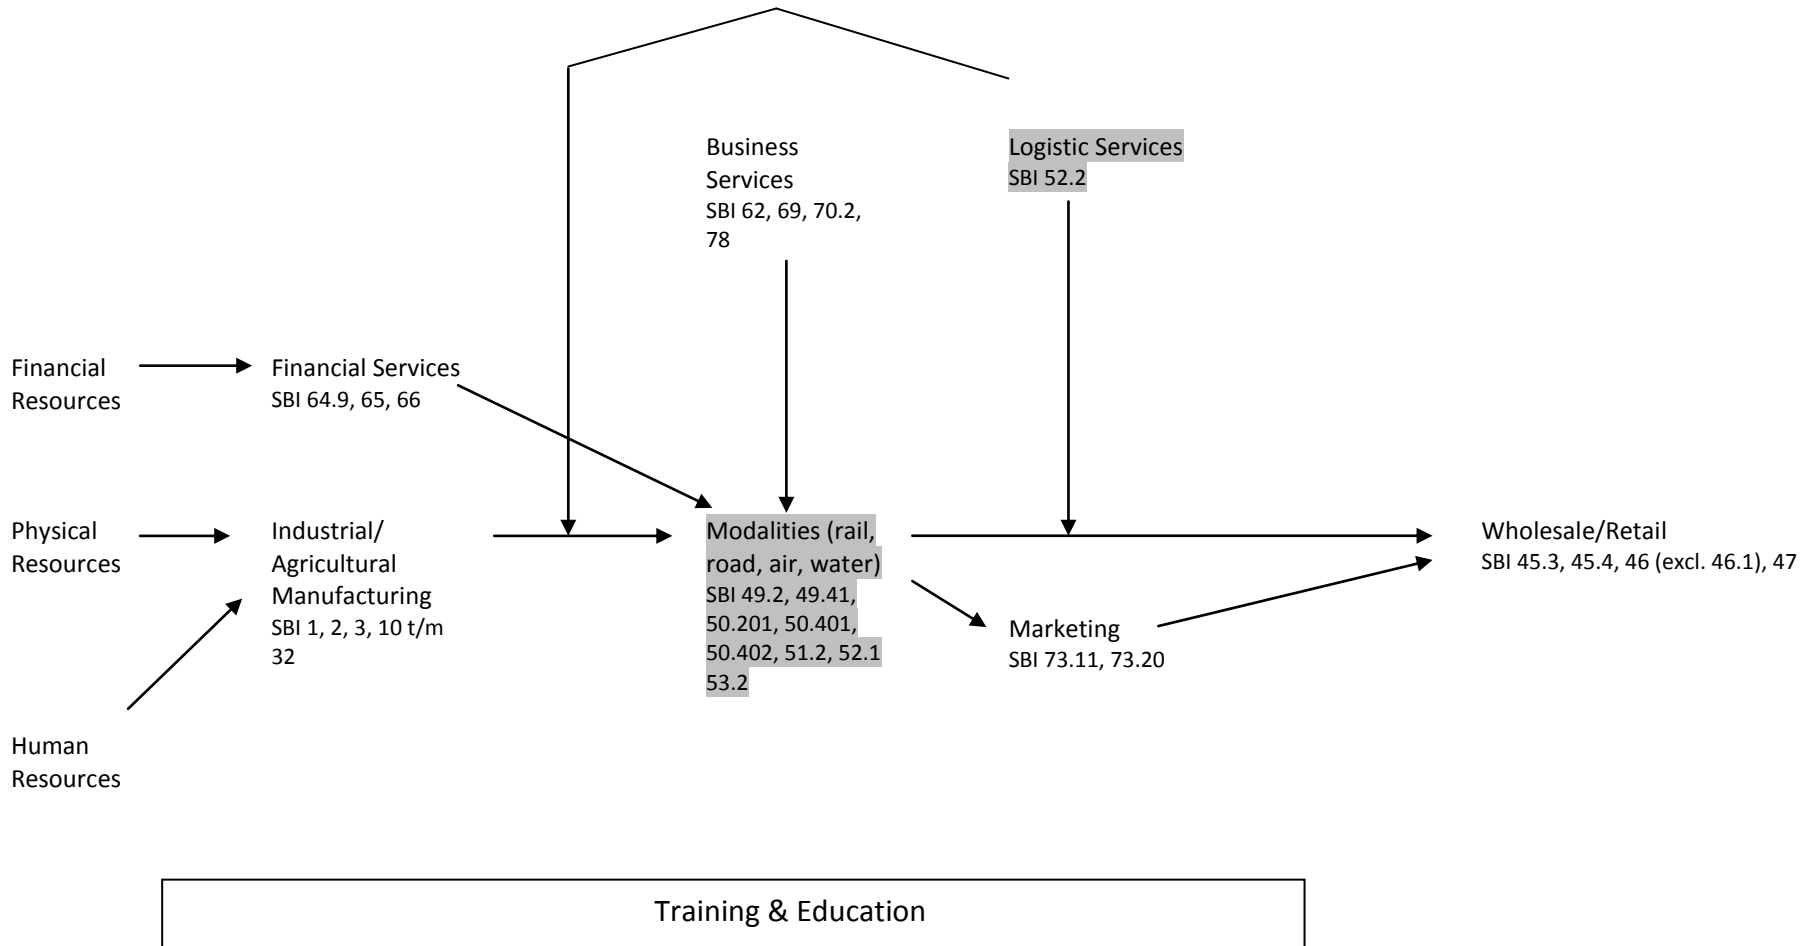 Business
Services
SBI 62, 69, 70.2,
78
Logistic Services
SBI 52.2
Financial
Resources
Financial Services
SBI 64.9, 65, 66
Physical
Resources
Industrial/
Agricultural
Manufacturing
SBI 1, 2, 3, 10 t/m
32
Modalities (rail,
road, air, water)
SBI 49.2, 49.41,
50.201, 50.401,
50.402, 51.2, 52.1
53.2
Wholesale/Retail
SBI 45.3, 45.4, 46 (excl. 46.1), 47
Marketing
SBI 73.11, 73.20
Human
Resources
Training & Education